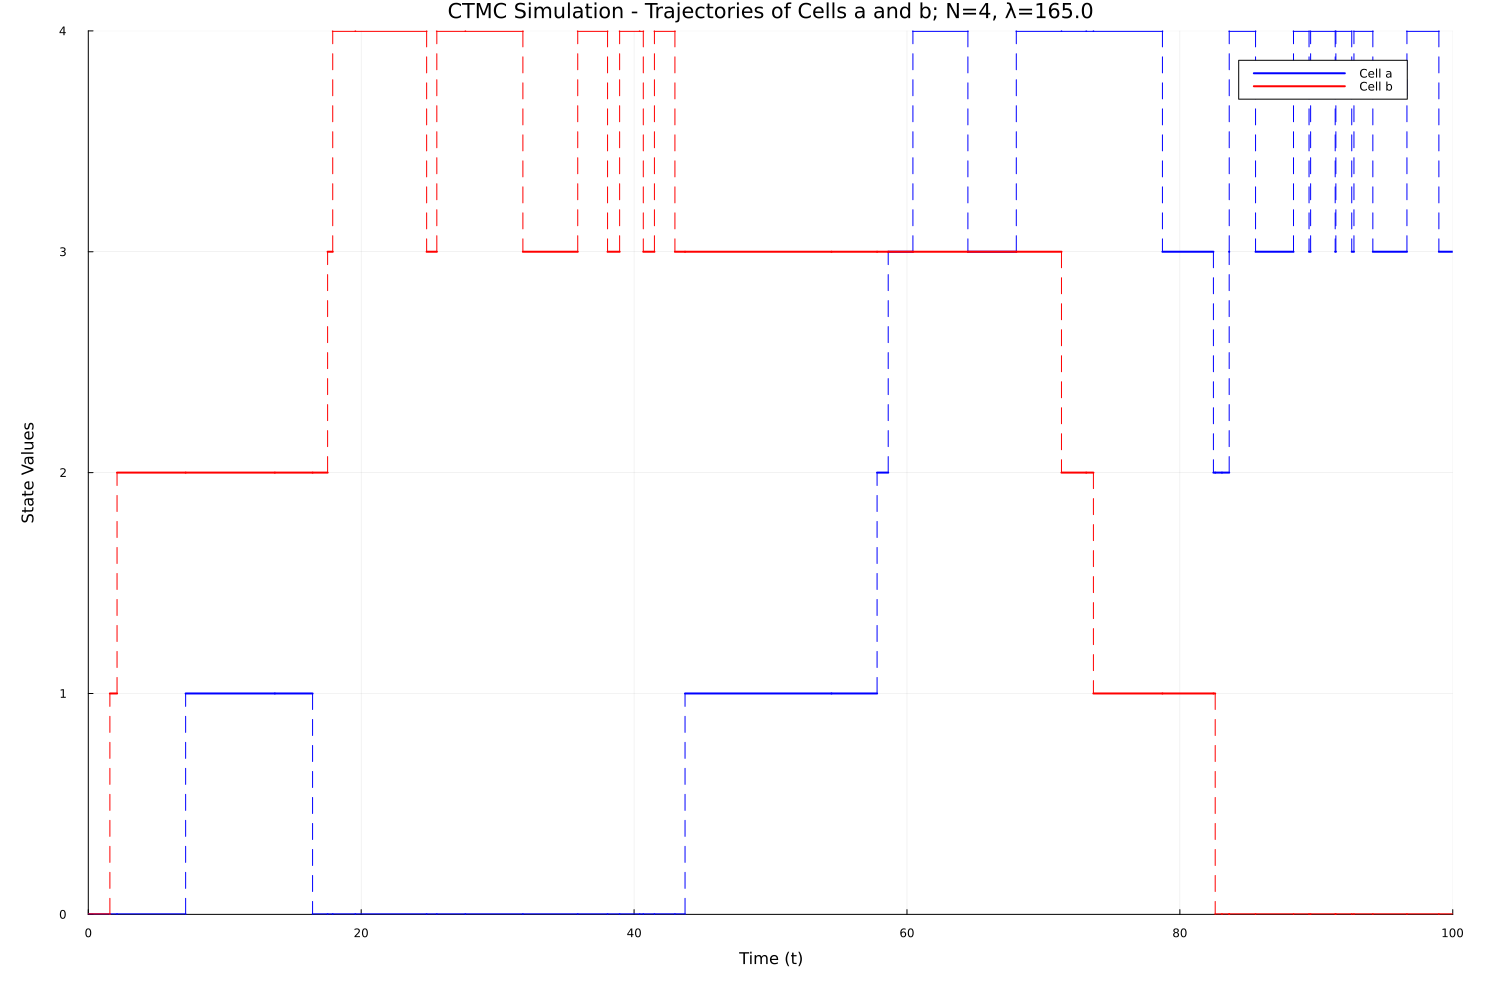 CTMC Simulation - Trajectories of Cells a and b; N=4, λ=165.0
4
Cell a
Cell b
3
State Values
2
1
0
0 20 40 60 80 100
Time (t)